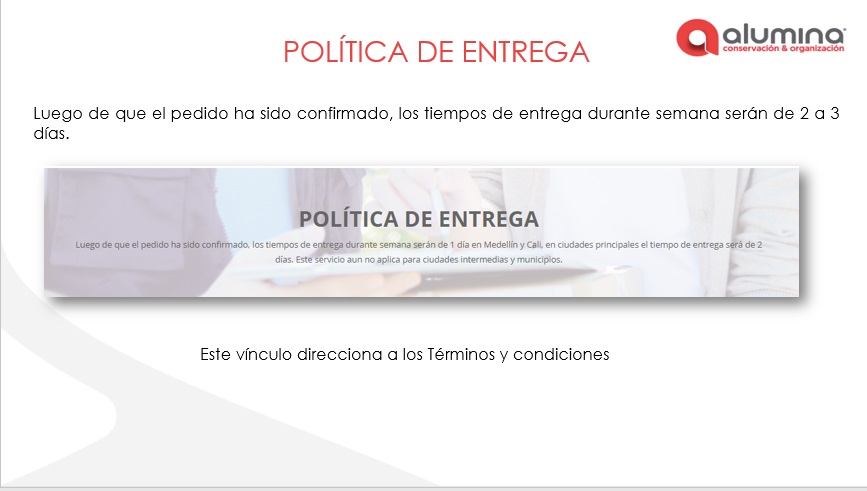 POLÍTICA DE ENTREGA
alumina
conservación & organización
Luego de que el pedido ha sido confirmado, los tiempos de entrega durante semana serán de 2 a 3
días.
POLÍTICA DE ENTREGA
Luego de que el pedido ha sido confirmado, los tiempos de entrega durante semana serán de 1 día en Medellín y Cali, en ciudades principales el tiempo de entrega será de 2
días. Este servicio aun no aplica para ciudades intermedias y municipios.
Este vínculo direcciona a los Términos y condiciones